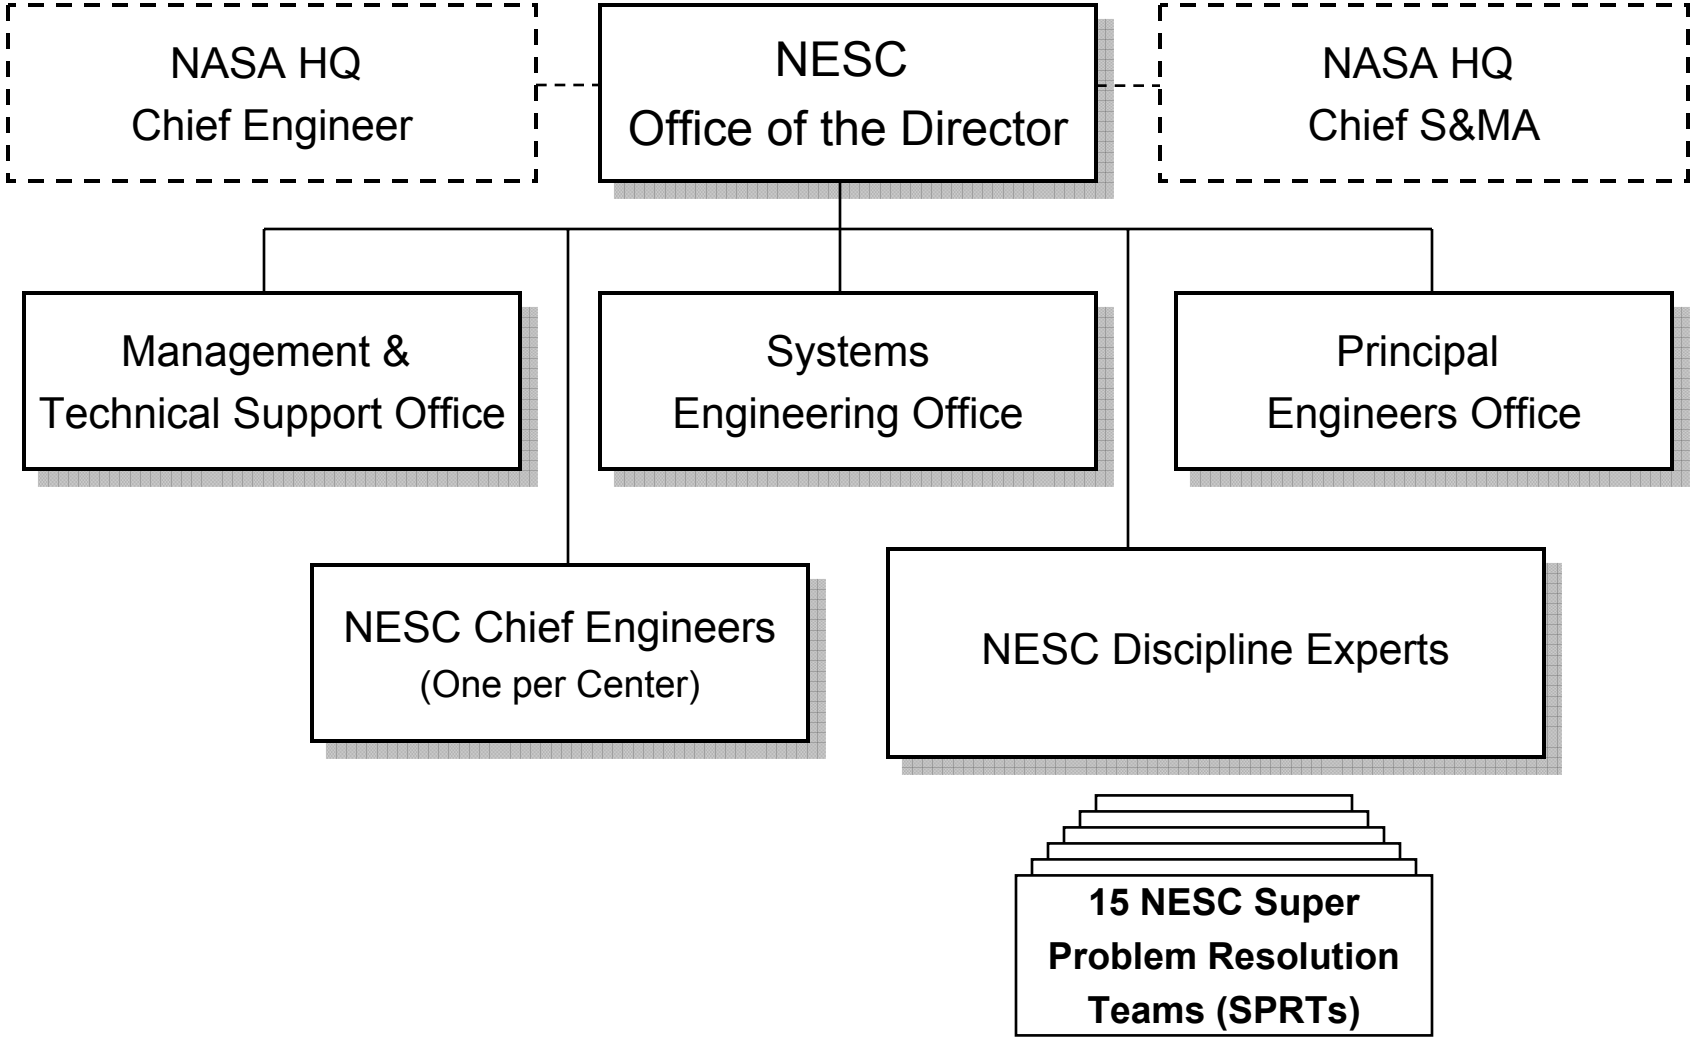 NASA HQ
Chief Engineer
NESC
Office of the Director
NASA HQ
Chief S&MA
Management &
Technical Support Office
Systems
Engineering Office
Principal
Engineers Office
NESC Chief Engineers
(One per Center)
NESC Discipline Experts
15 NESC Super
Problem Resolution
Teams (SPRTs)